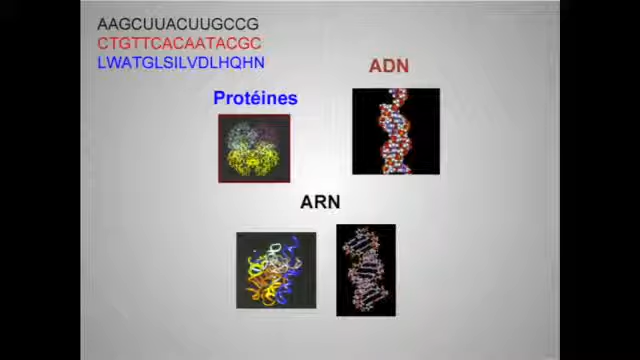 AAGCUUACUUGCCG
CTGTTCACAATACGC
LWATGLSILVDLHQHN
ADN
Protéines
ARN